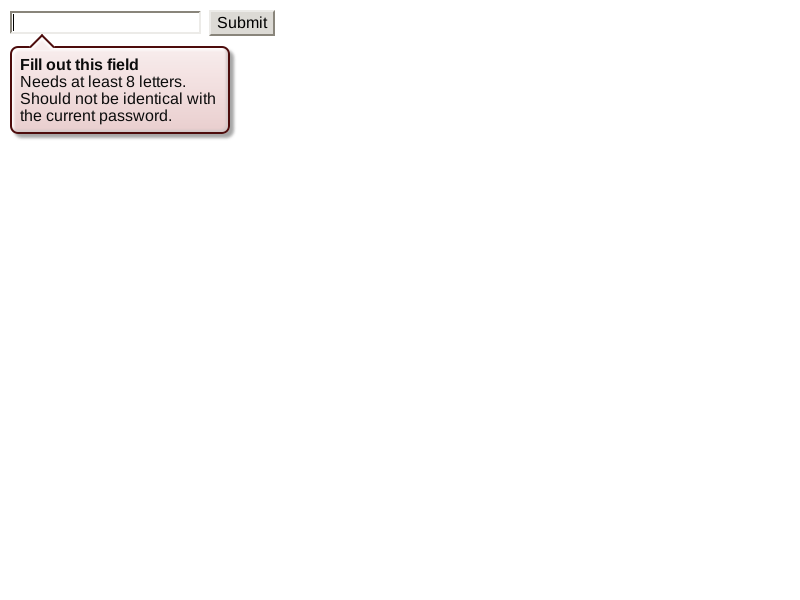 Submit
Fill out this field
Needs at least 8 letters.
Should not be identical with
the current password.